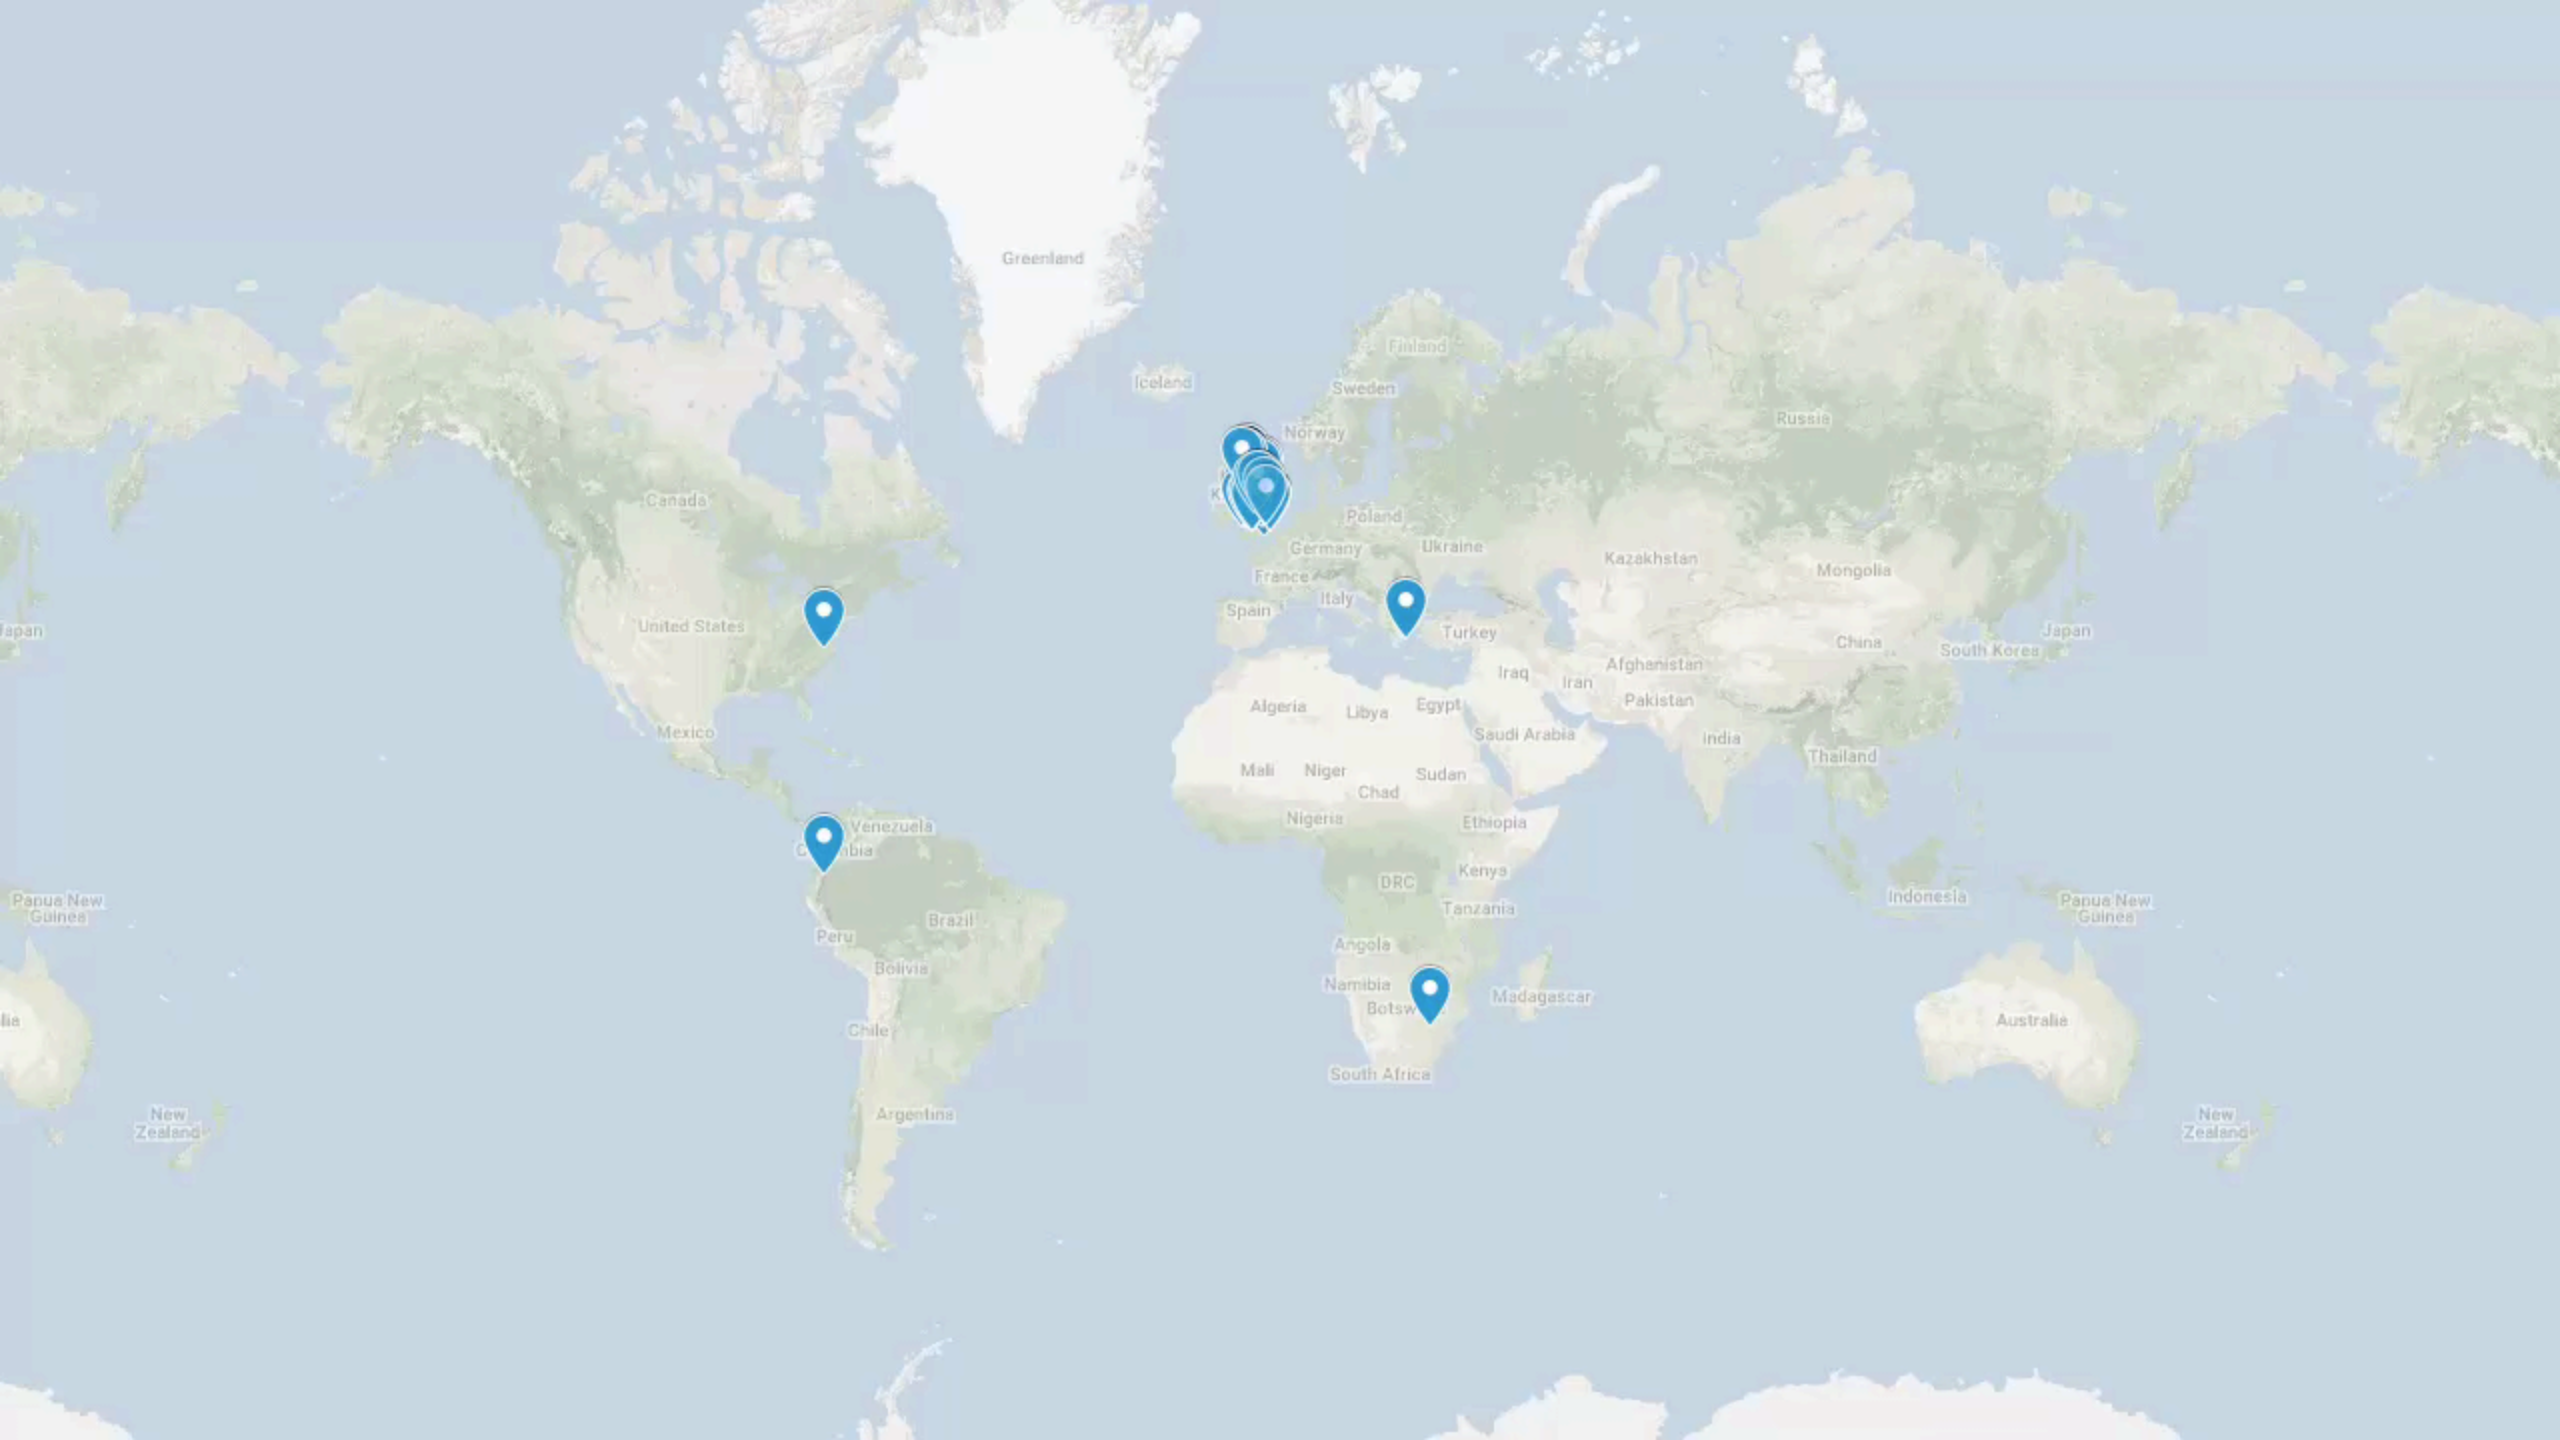 Greenland
Iceland
Finland
Sweden
Norway
Russia
Canada
Poland
Germany
Ukraine
Kazakhstan
Mongolia
France
Italy
Spain
United States
Turkey
China
Japan
South Korea
Japan
Afghanistan
Iraq
Iran
Pakistan
Algeria
Libya
Egypt
Mexico
Saudi Arabia
India
Thailand
Mali
Niger
Sudan
Chad
Nigeria
Ethiopia
Venezuela
Kenya
DRC
Indonesia
Papua New
Guinea
Tanzania
Papua New
Guinea
Brazil
Peru
Angola
Bolivia
Namibia
Botsw
Madagascar
lia
Chile
Australia
South Africa
New
Zealand
Argentina
New
Zealand